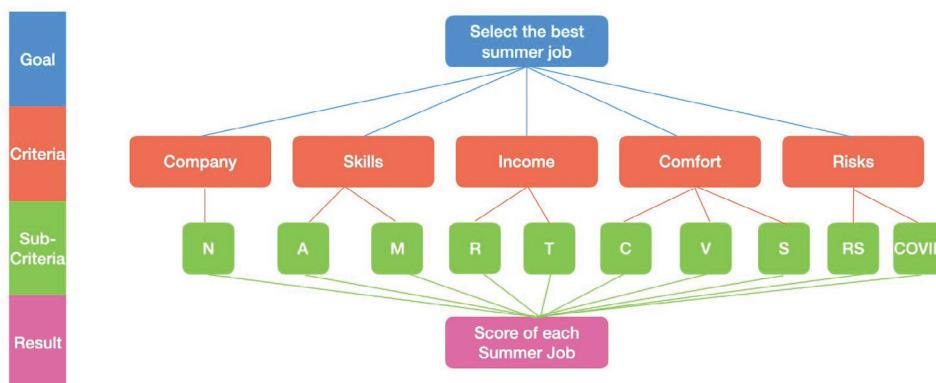 Select the best
summer job
Goal
Criteria
Company
Skills
Income
Comfort
Risks
Sub-
Criteria
N
A
M
R
T
C
V
S
RS
COVI
Result
Score of each
Summer Job